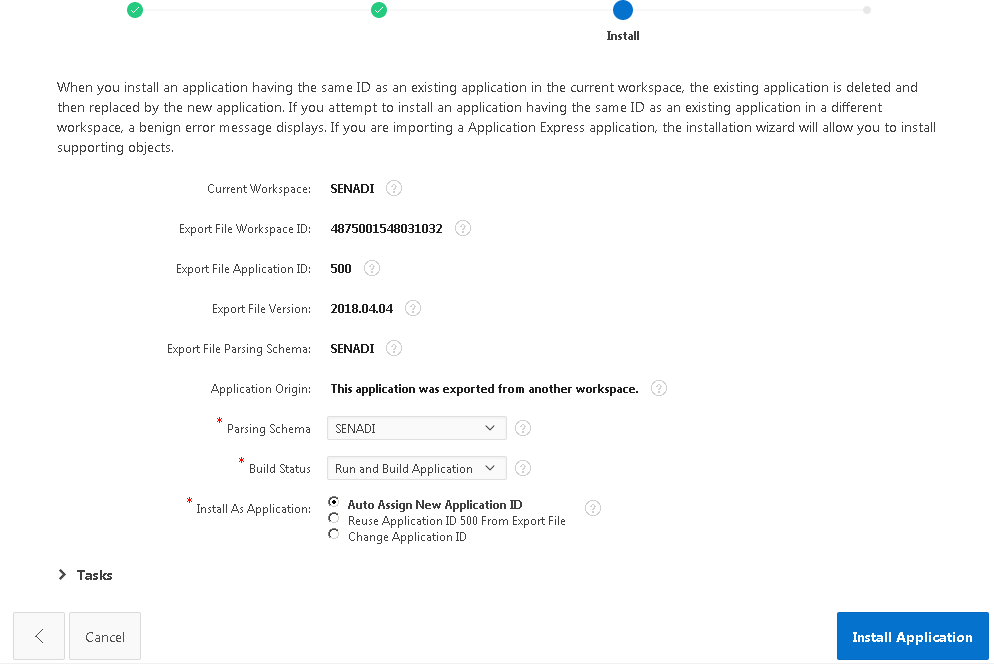 Install
When you install an application having the same ID as an existing application in the current workspace, the existing application is deleted and
then replaced by the new application. If you attempt to install an application having the same ID as an existing application in a different
workspace, a benign error message displays. If you are importing a Application Express application, the installation wizard will allow you to install
supporting objects.
Current Workspace: SENADI ?
Export File Workspace ID: 4875001548031032 ?
Export File Application ID: 500 ?
Export File Version: 2018.04.04 ?
Export File Parsing Schema: SENADI ?
Application Origin: This application was exported from another workspace. ?
* Parsing Schema SENADI ?
* Build Status Run and Build Application ?
* Install As Application: Auto Assign New Application ID ?
Reuse Application ID 500 From Export File
Change Application ID
Tasks
Cancel Install Application